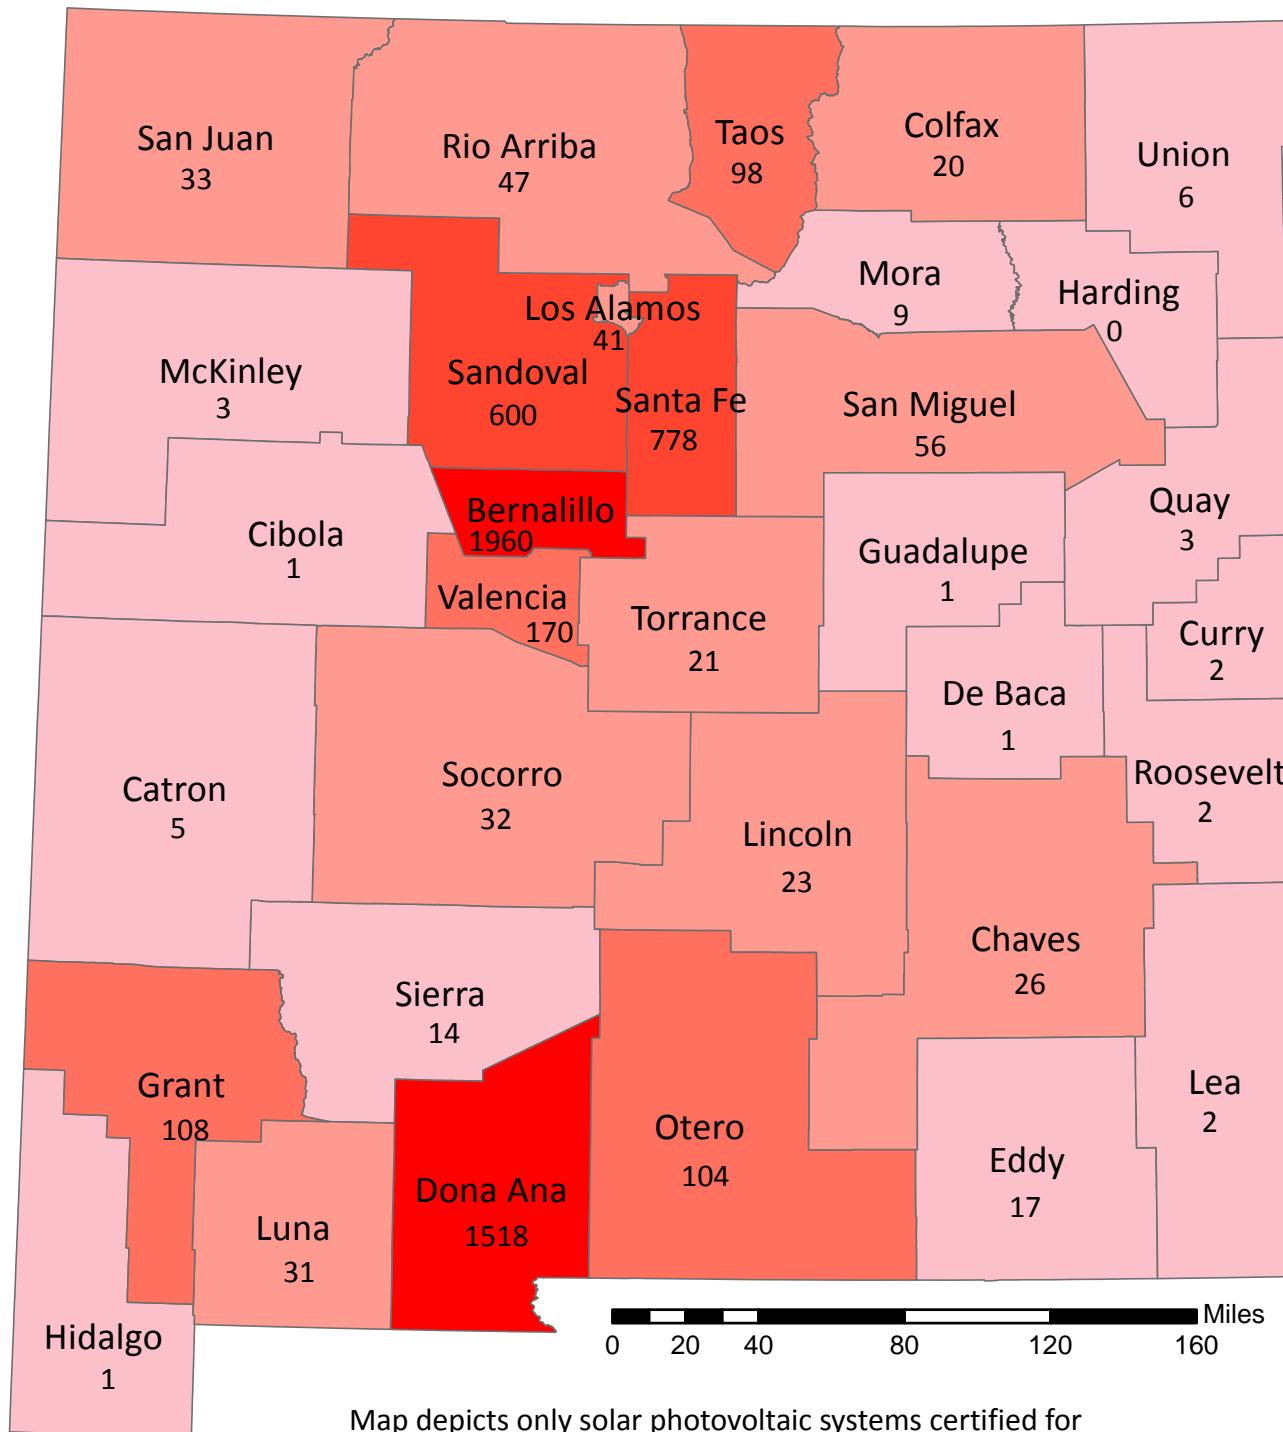 San Juan
33
Rio Arriba
47
Taos
98
Colfax
20
Union
6
Mora
9
Harding
0
Los Alamos
41
McKinley
3
Sandoval
600
Santa Fe
778
San Miguel
56
Bernalillo
1960
Cibola
1
Quay
3
Guadalupe
1
Valencia
170
Torrance
21
Curry
2
De Baca
1
Catron
5
Socorro
32
Roosevelt
2
Lincoln
23
Chaves
26
Sierra
14
Grant
108
Lea
2
Otero
104
Eddy
17
Dona Ana
1518
Luna
31
Hidalgo
1
Miles
0 20 40 80 120 160
Map depicts only solar photovoltaic systems certified for